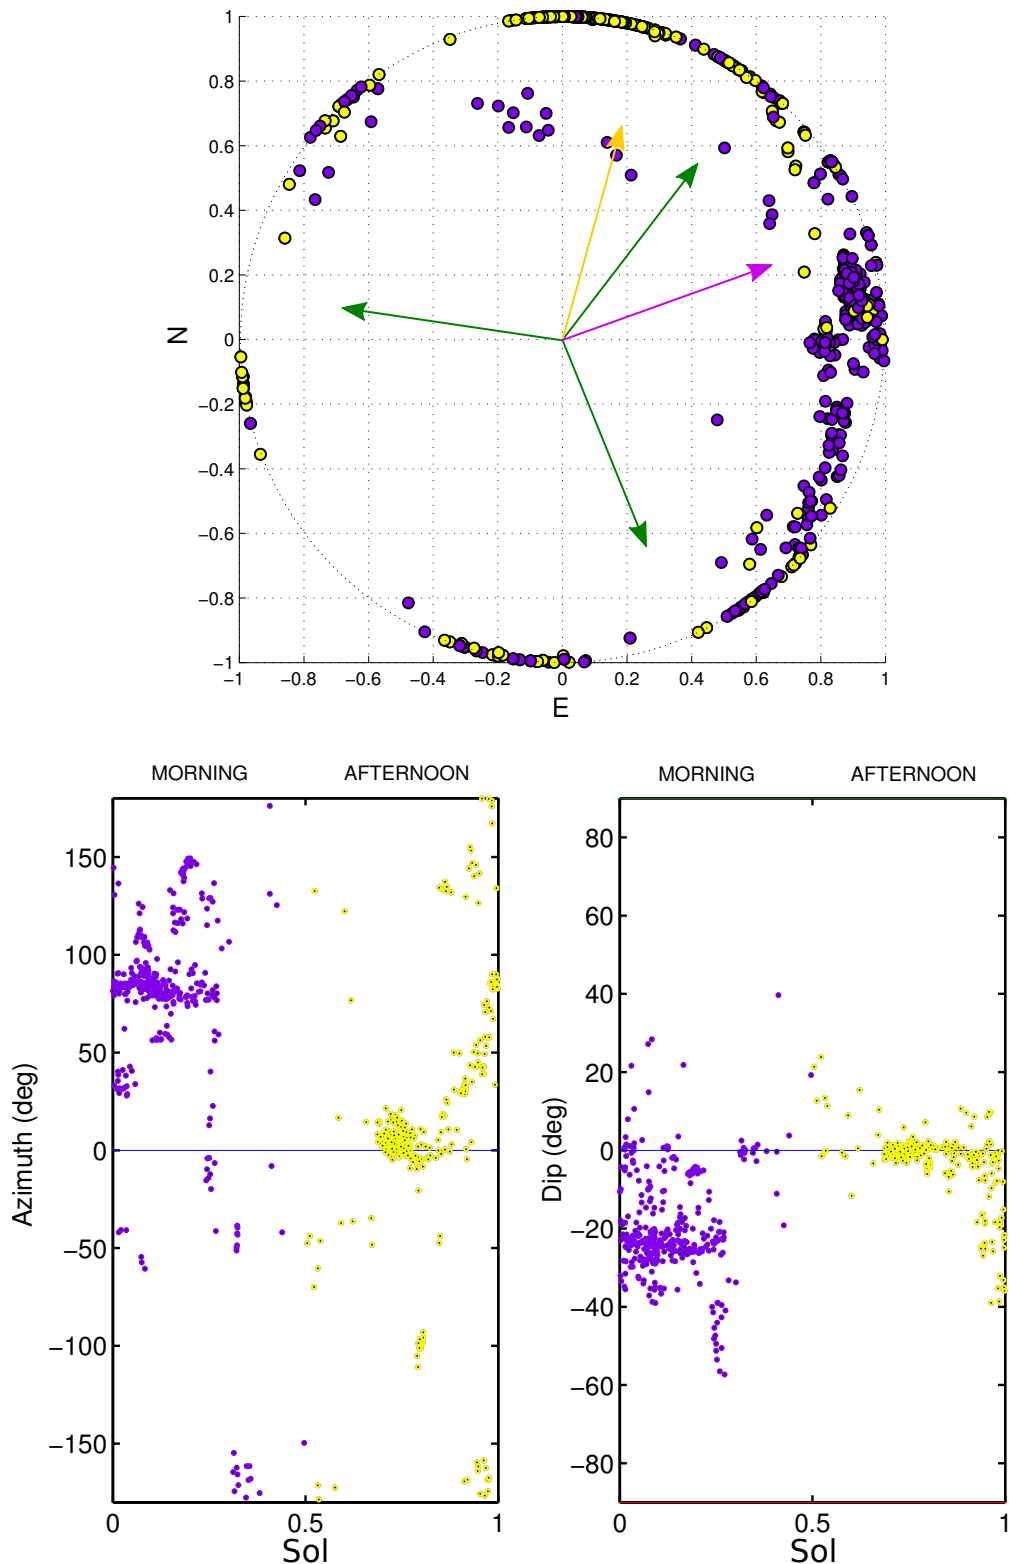 1
0.8
0.6
0.4
0.2
0
−0.2
−0.4
−0.6
−0.8
−1
N
−1 −0.8 −0.6 −0.4 −0.2 0 0.2 0.4 0.6 0.8 1
E
MORNING AFTERNOON
150
100
50
0
−50
−100
−150
Azimuth (deg)
0 0.5 1
Sol
MORNING AFTERNOON
80
60
40
20
0
−20
−40
−60
−80
Dip (deg)
0 0.5 1
Sol